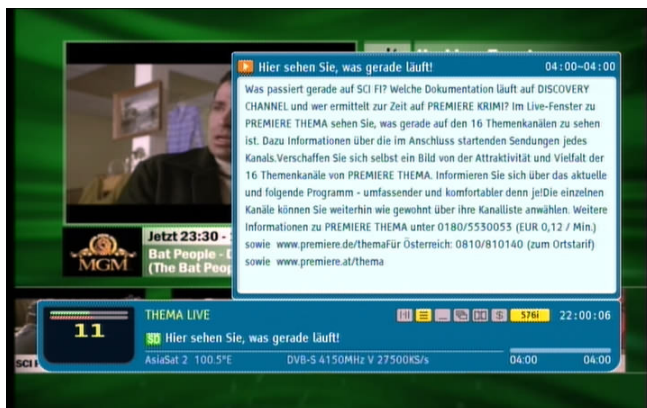 Hier sehen Sie, was gerade läuft! 04:00~04:00
Was passiert gerade auf SCI FI? Welche Dokumentation läuft auf DISCOVERY
CHANNEL und wer ermittelt zur Zeit auf PREMIERE KRIMI? Im Live-Fenster zu
PREMIERE THEMA sehen Sie, was gerade auf den 16 Themenkanälen zu sehen
ist. Dazu Informationen über die im Anschluss startenden Sendungen jedes
Kanals.Verschaffen Sie sich selbst ein Bild von der Attraktivität und Vielfalt der
16 Themenkanäle von PREMIERE THEMA. Informieren Sie sich über das aktuelle
und folgende Programm - umfassender und komfortabler denn je!Die einzelnen
Kanäle können Sie weiterhin wie gewohnt über ihre Kanalliste anwählen. Weitere
Informationen zu PREMIERE THEMA unter 0180/5530053 (EUR 0,12 / Min.)
sowie www.premiere.de/themaFür Österreich: 0810/810140 (zum Ortstarif)
sowie www.premiere.at/thema
MGM
Jetzt 23:30 -
Bat People - D
(The Bat Peop
11
THEMA LIVE
576i 22:00:06
SD Hier sehen Sie, was gerade läuft!
AsiaSat 2 100.5°E DVB-S 4150MHz V 27500KS/s 04:00 04:00
SCI F